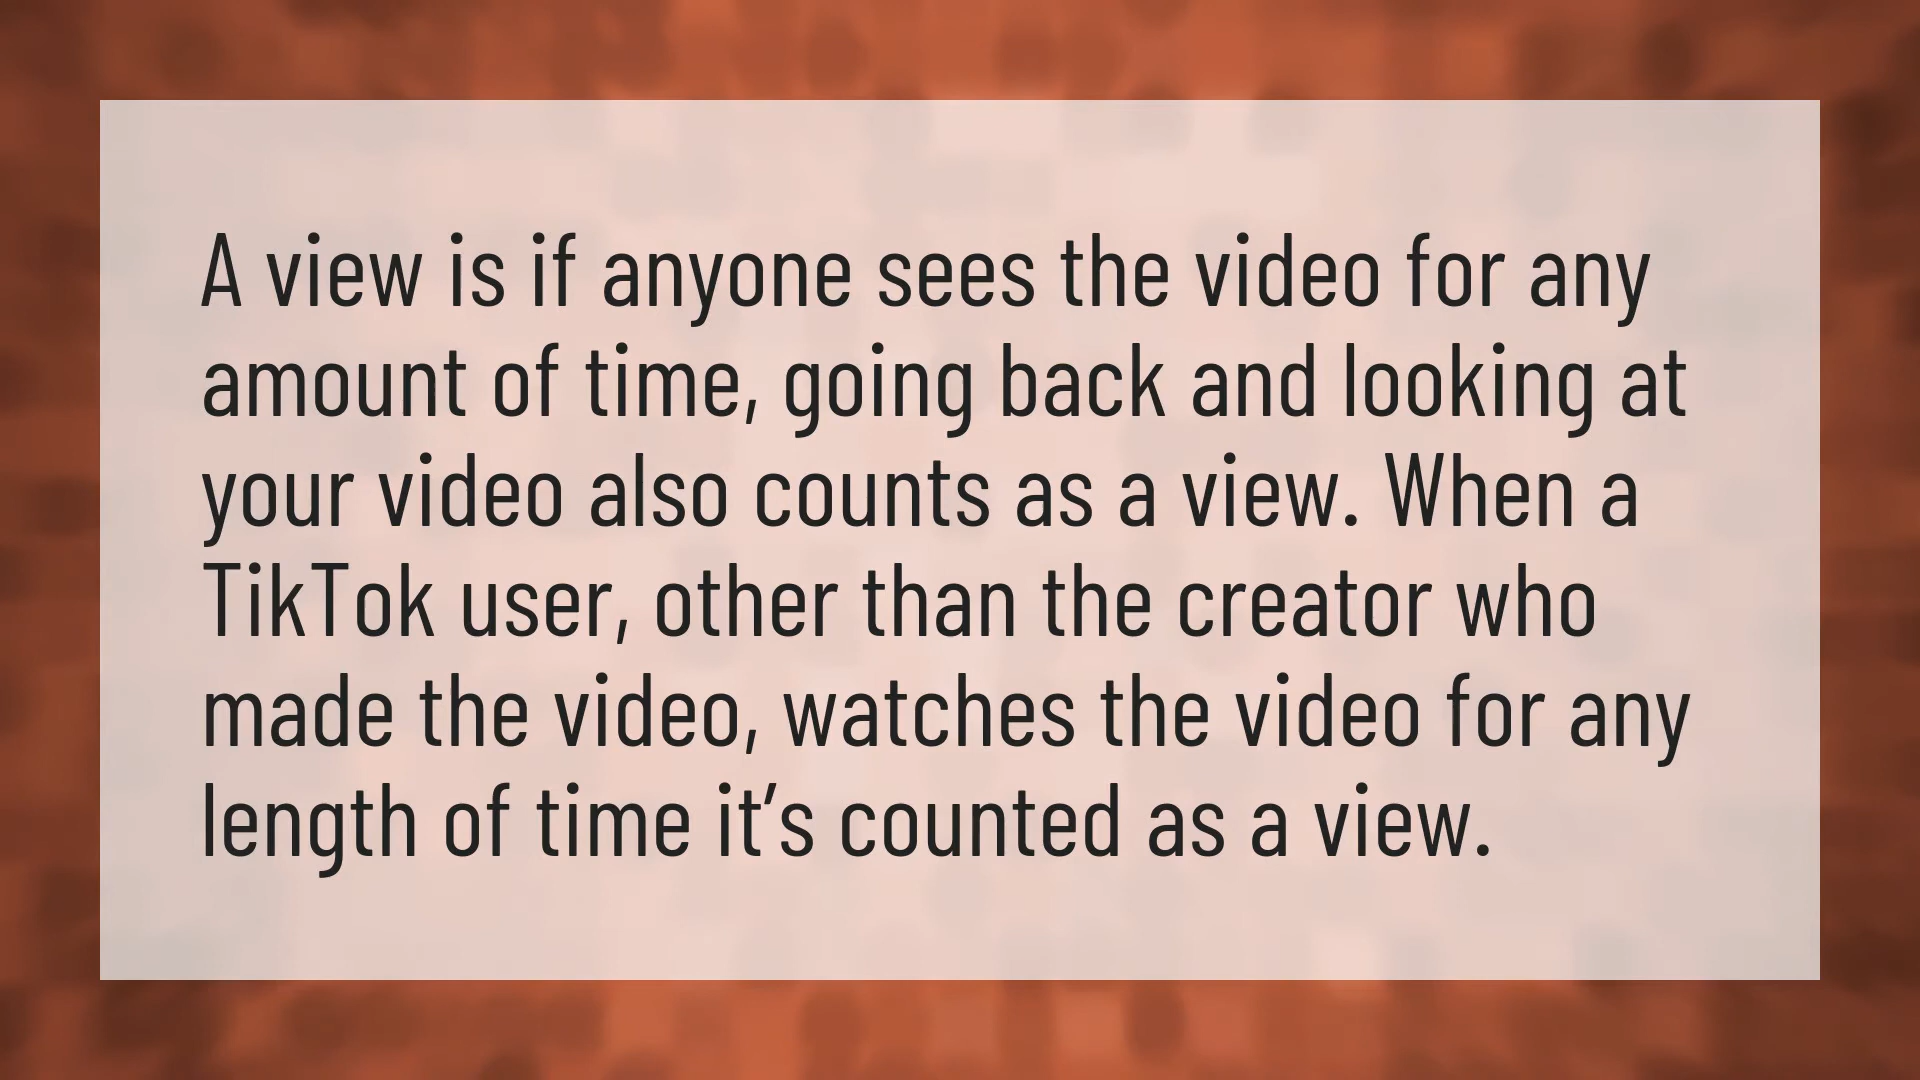 A view is if anyone sees the video for any
amount of time, going back and looking at
your video also counts as a view. When a
TikTok user, other than the creator who
made the video, watches the video for any
length of time it’s counted as a view.